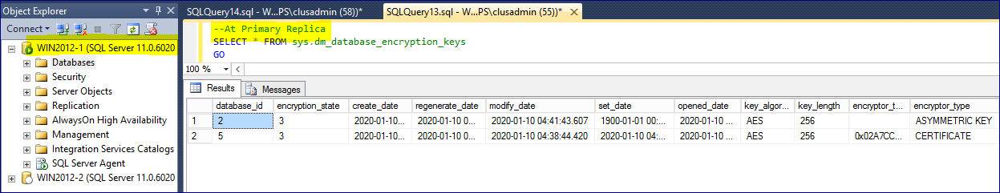 Object Explorer
Connect
WIN2012-1 (SQL Server 11.0.6020
Databases
Security
Server Objects
Replication
AlwaysOn High Availability
Management
Integration Services Catalogs
SQL Server Agent
WIN2012-2 (SQL Server 11.0.6020
SQLQuery14.sql - W...PS\clusadmin (58))*
SQLQuery13.sql - W...PS\clusadmin (55))*
--At Primary Replica
SELECT * FROM sys.dm_database_encryption_keys
GO
100 %
Results Messages
database_id encryption_state create_date regenerate_date modify_date set_date opened_date key_algor... key_length encryptor_t... encryptor_type
1 2 3 2020-01-10 ... 2020-01-10 0... 2020-01-10 04:41:43.607 1900-01-01 00:... 2020-01-10 ... AES 256 ASYMMETRIC KEY
2 5 3 2020-01-10 ... 2020-01-10 0... 2020-01-10 04:38:44.420 2020-01-10 04:... 2020-01-10 ... AES 256 0x02A7CC... CERTIFICATE